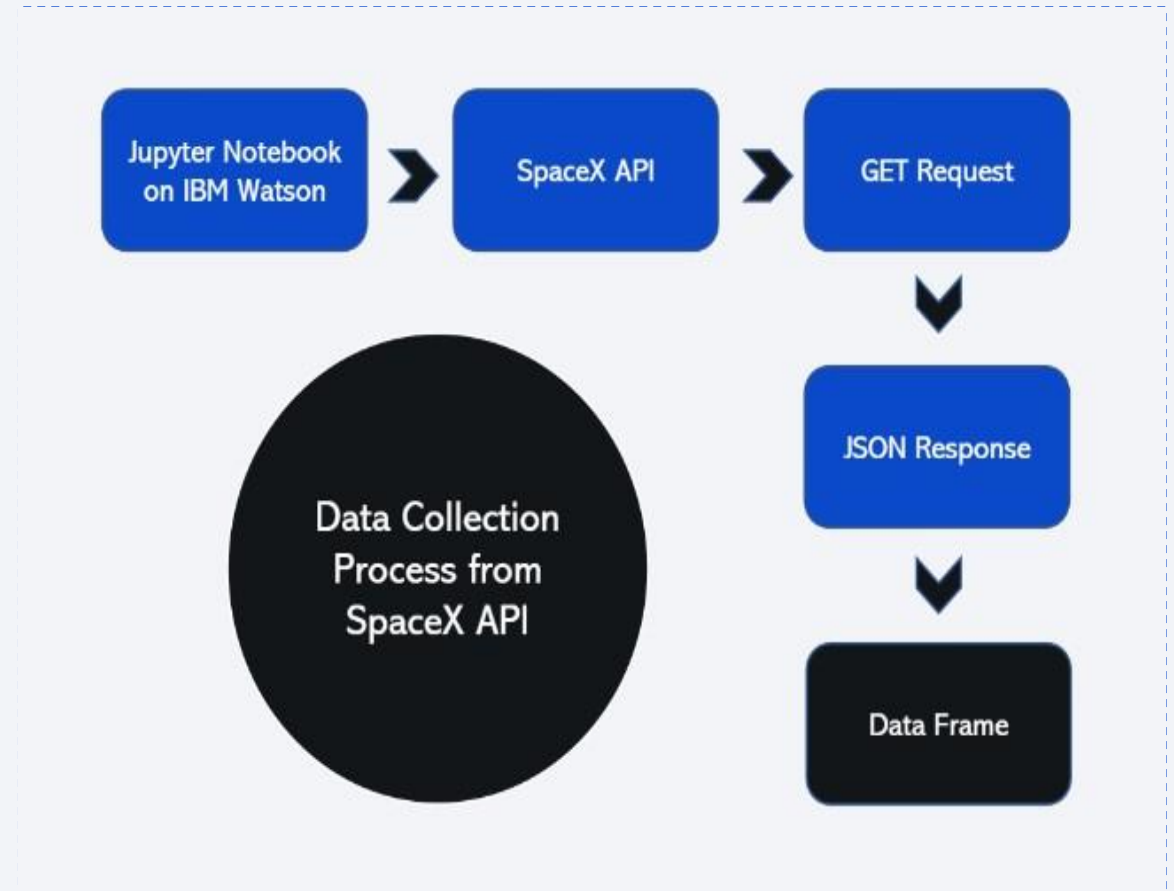 Jupyter Notebook
on IBM Watson
SpaceX API
GET Request
JSON Response
Data Collection
Process from
SpaceX API
Data Frame